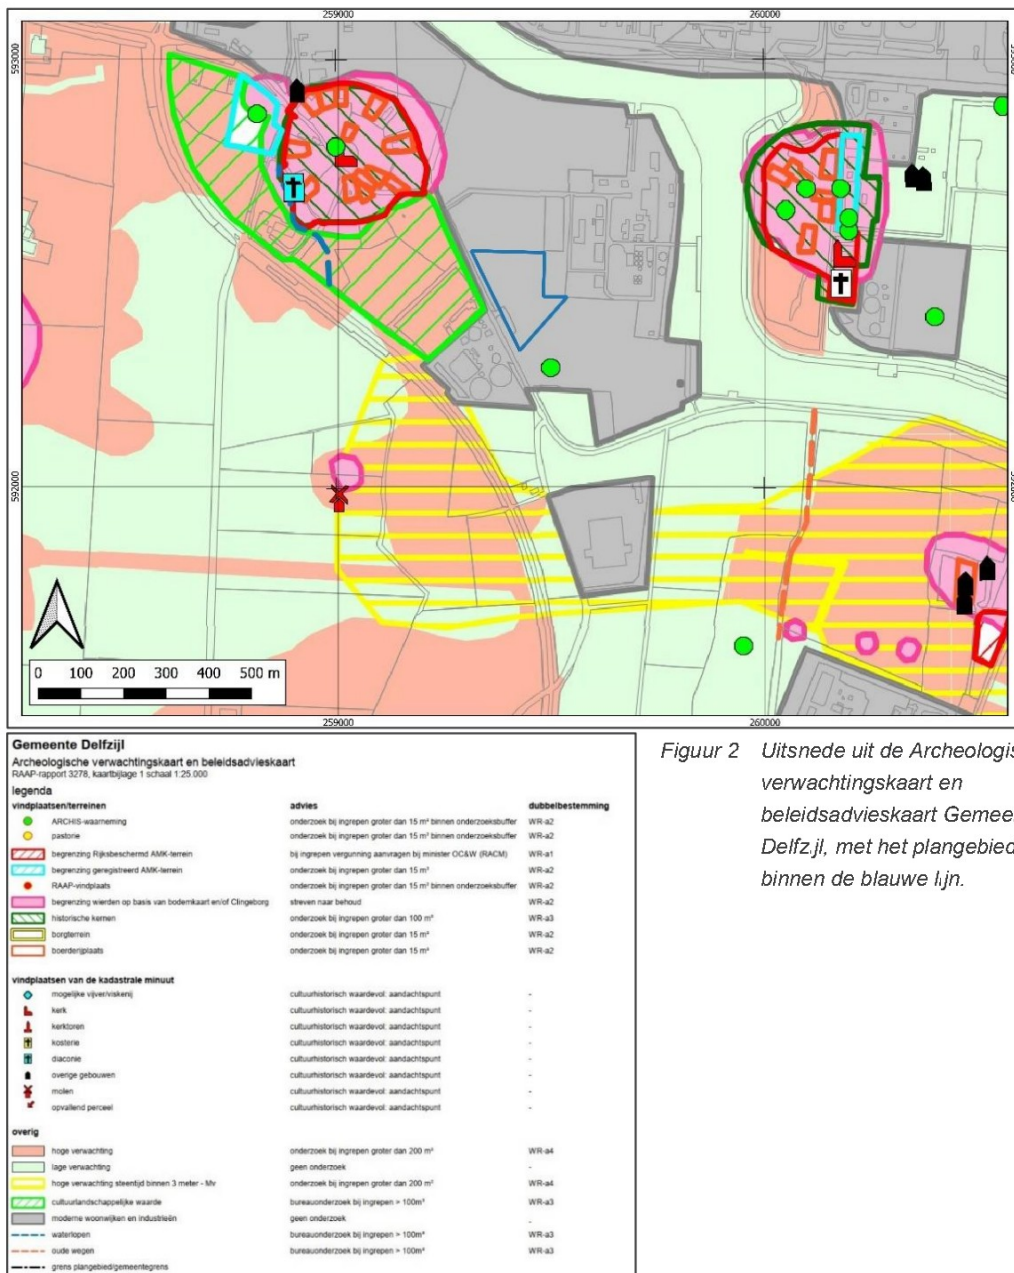 259000
260000
593000
592000
0 100 200 300 400 500 m
259000
260000
Gemeente Delfzijl
Archeologische verwachtingskaart en beleidsadvieskaart
RAAP-rapport 3278, kaartbijlage 1 schaal 1:25.000
legenda
vindplaatsen/terreinen advies dubbelbestemming
ARCHIS-waarneming onderzoek bij ingrepen groter dan 15 m² binnen onderzoeksbuffer WR-a2
pastorie onderzoek bij ingrepen groter dan 15 m² binnen onderzoeksbuffer WR-a2
begrenzing Rijksbeschermd AMK-terrein bij ingrepen vergunning aanvragen bij minister OC&W (RACM) WR-a1
begrenzing geregistreerd AMK-terrein onderzoek bij ingrepen groter dan 15 m² WR-a2
RAAP-vindplaats onderzoek bij ingrepen groter dan 15 m² binnen onderzoeksbuffer WR-a2
begrenzing wierden op basis van bodemkaart en/of Clingeborg streven naar behoud WR-a2
historische kernen onderzoek bij ingrepen groter dan 100 m² WR-a3
borgterrein onderzoek bij ingrepen groter dan 15 m² WR-a2
boerderijplaats onderzoek bij ingrepen groter dan 15 m² WR-a2
vindplaatsen van de kadastrale minuut
mogelijke vijver/viskenij cultuurhistorisch waardevol: aandachtspunt -
kerk cultuurhistorisch waardevol: aandachtspunt -
kerktoren cultuurhistorisch waardevol: aandachtspunt -
kosterie cultuurhistorisch waardevol: aandachtspunt -
diaconie cultuurhistorisch waardevol: aandachtspunt -
overige gebouwen cultuurhistorisch waardevol: aandachtspunt -
molen cultuurhistorisch waardevol: aandachtspunt -
opvallend perceel cultuurhistorisch waardevol: aandachtspunt -
overig
hoge verwachting onderzoek bij ingrepen groter dan 200 m² WR-a4
lage verwachting geen onderzoek -
hoge verwachting steentijd binnen 3 meter - Mv onderzoek bij ingrepen groter dan 200 m² WR-a4
cultuurlandschappelijke waarde bureauonderzoek bij ingrepen > 100m² WR-a3
moderne woonwijken en industrieën geen onderzoek -
waterlopen bureauonderzoek bij ingrepen > 100m² WR-a3
oude wegen bureauonderzoek bij ingrepen > 100m² WR-a3
grens plangebied/gemeentegrens
Figuur 2 Uitsnede uit de Archeologis
verwachtingskaart en
beleidsadvieskaart Gemee
Delfz.jl, met het plangebied
binnen de blauwe lijn.